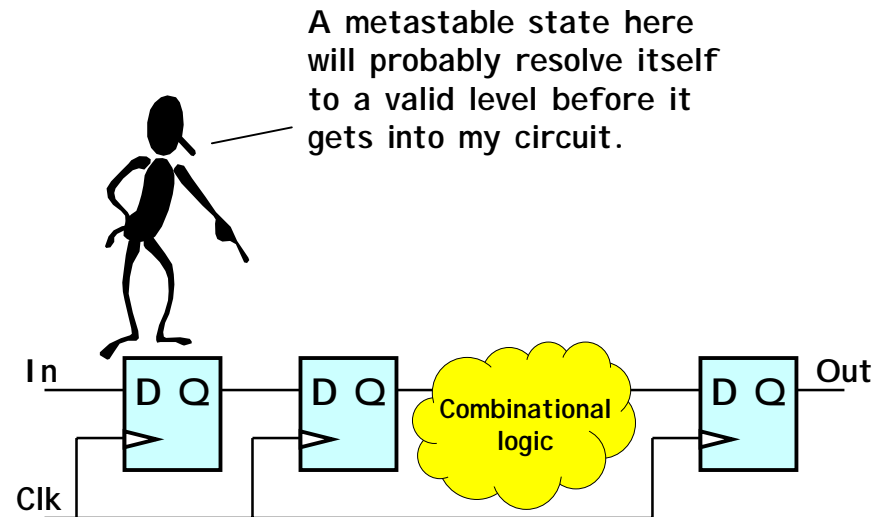 A metastable state here
will probably resolve itself
to a valid level before it
gets into my circuit.
In
D Q
D Q
Combinational
logic
D Q
Out
Clk